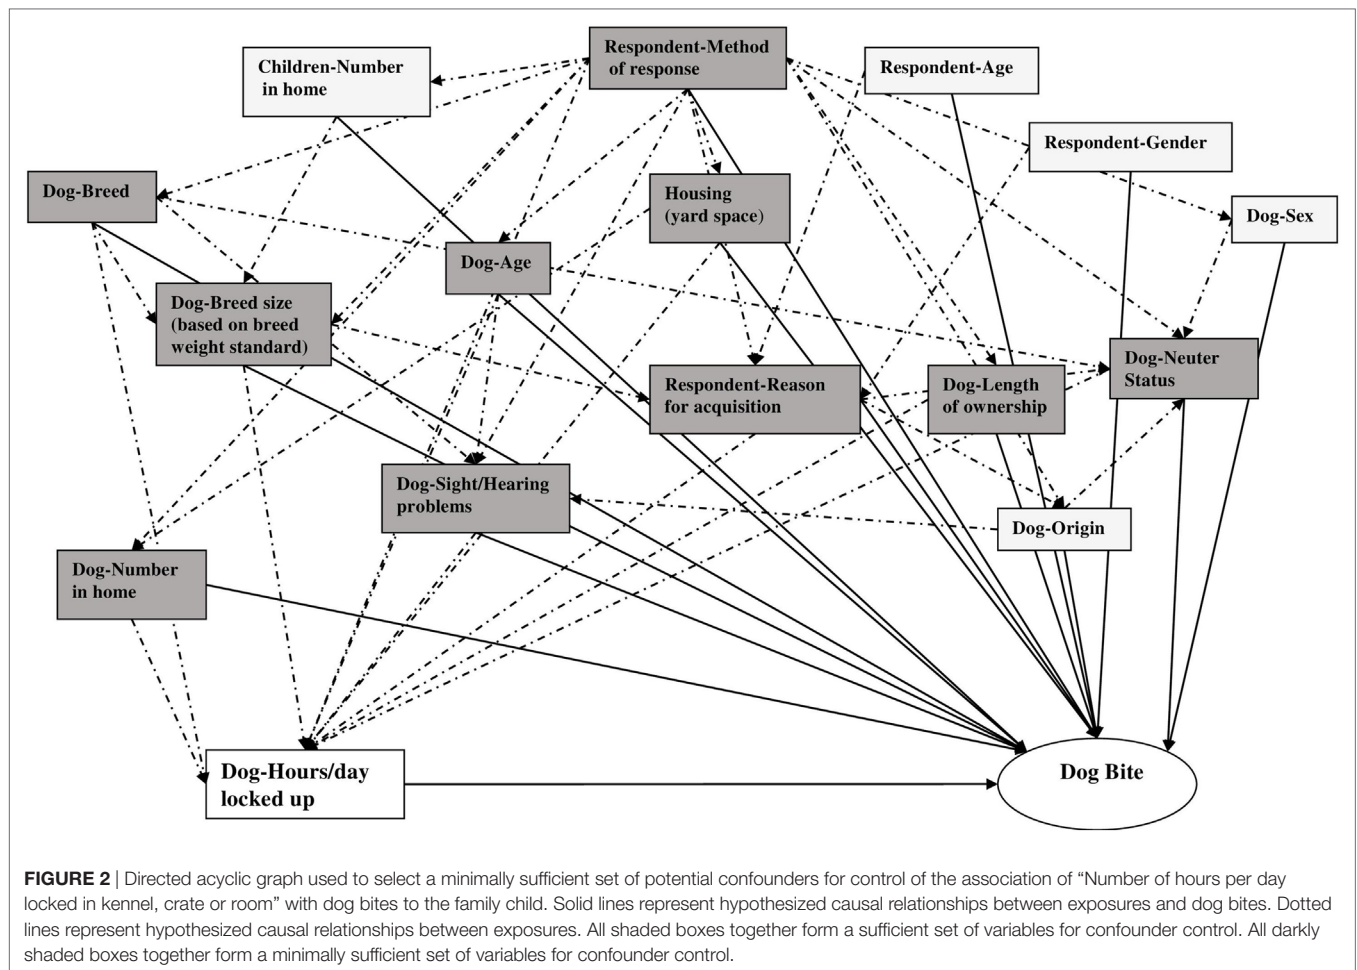 Respondent-Method
of response
Children-Number
in home
Respondent-Age
Respondent-Gender
Dog-Breed
Housing
(yard space)
Dog-Sex
Dog-Age
Dog-Breed size
(based on breed
weight standard)
Dog-Neuter
Status
Respondent-Reason
for acquisition
Dog-Length
of ownership
Dog-Sight/Hearing
problems
Dog-Origin
Dog-Number
in home
Dog-Hours/day
locked up
Dog Bite
FIGURE 2 | Directed acyclic graph used to select a minimally sufficient set of potential confounders for control of the association of “Number of hours per day
locked in kennel, crate or room” with dog bites to the family child. Solid lines represent hypothesized causal relationships between exposures and dog bites. Dotted
lines represent hypothesized causal relationships between exposures. All shaded boxes together form a sufficient set of variables for confounder control. All darkly
shaded boxes together form a minimally sufficient set of variables for confounder control.